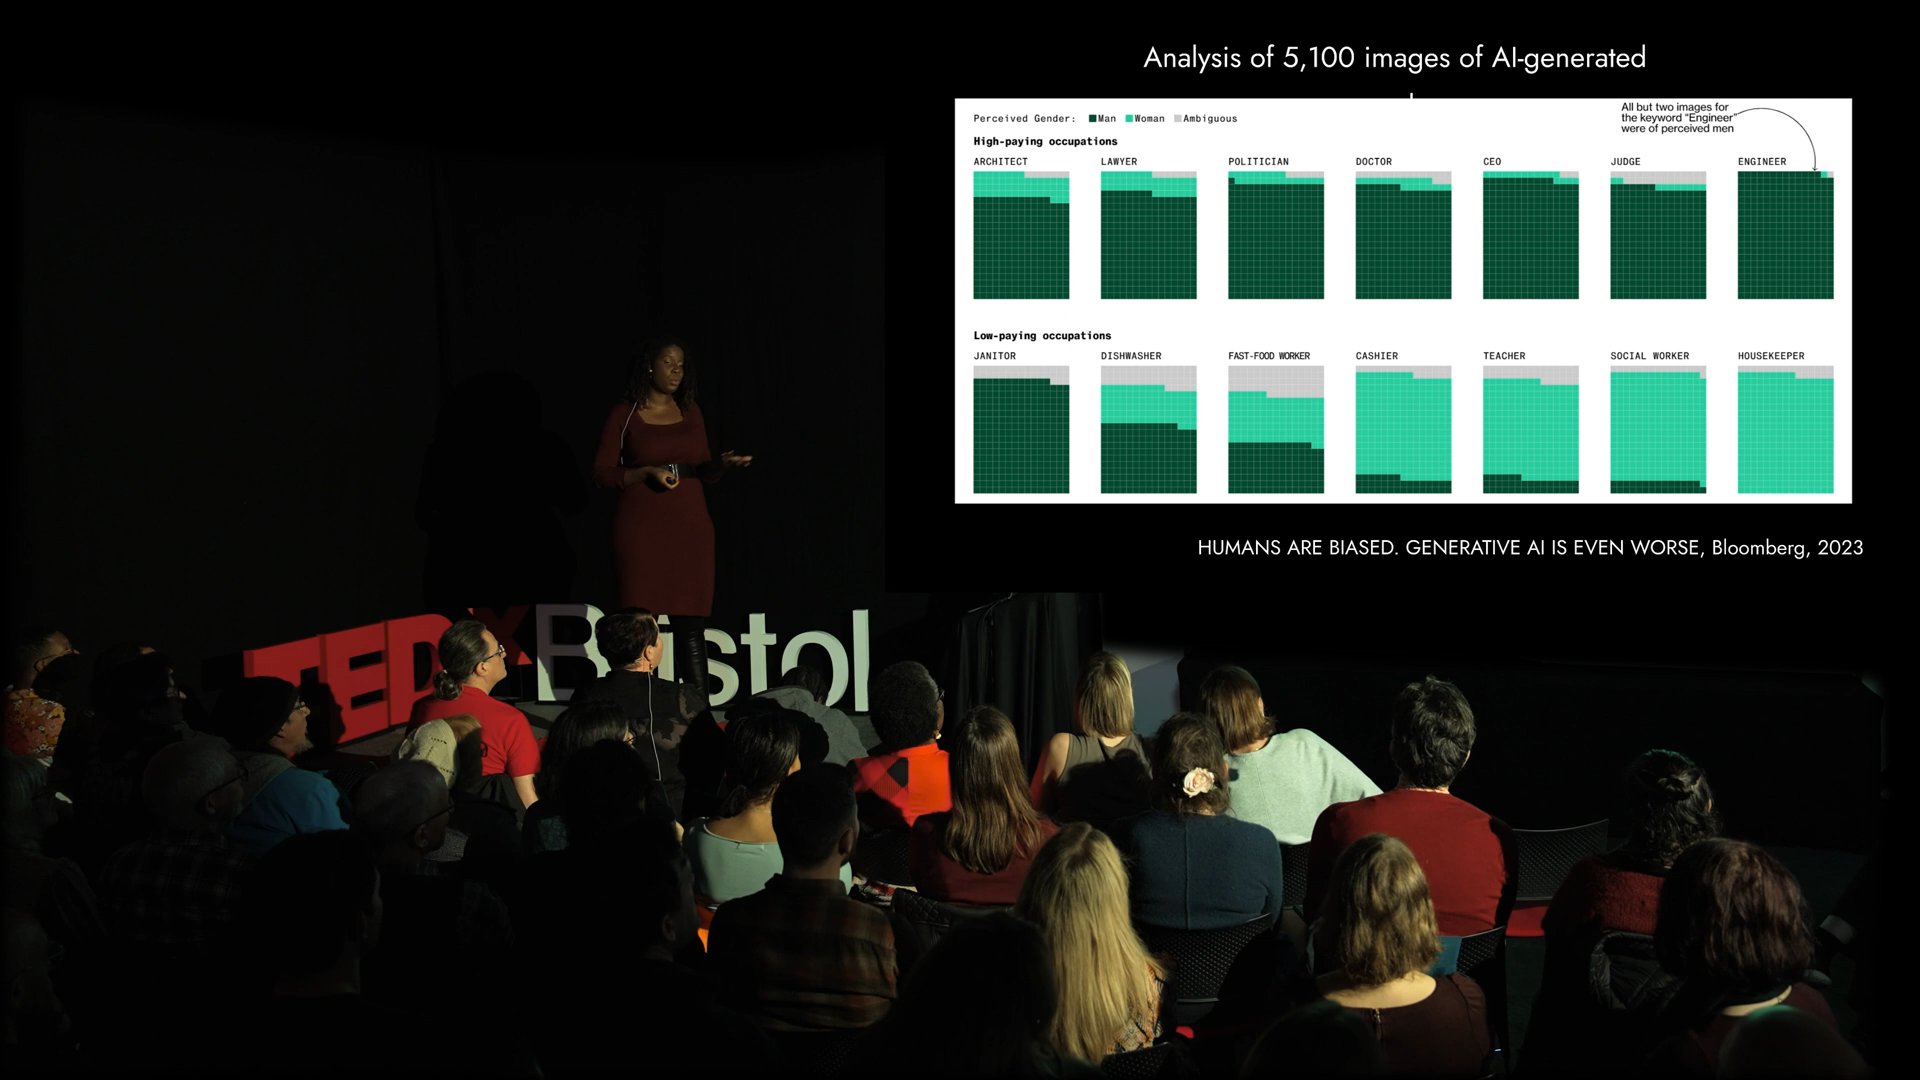 Analysis of 5,100 images of AI-generated
Perceived Gender: Man Woman Ambiguous
All but two images for
the keyword “Engineer”
were of perceived men
High-paying occupations
ARCHITECT LAWYER POLITICIAN DOCTOR CEO JUDGE ENGINEER
Low-paying occupations
JANITOR DISHWASHER FAST-FOOD WORKER CASHIER TEACHER SOCIAL WORKER HOUSEKEEPER
HUMANS ARE BIASED. GENERATIVE AI IS EVEN WORSE, Bloomberg, 2023
TEDxBristol